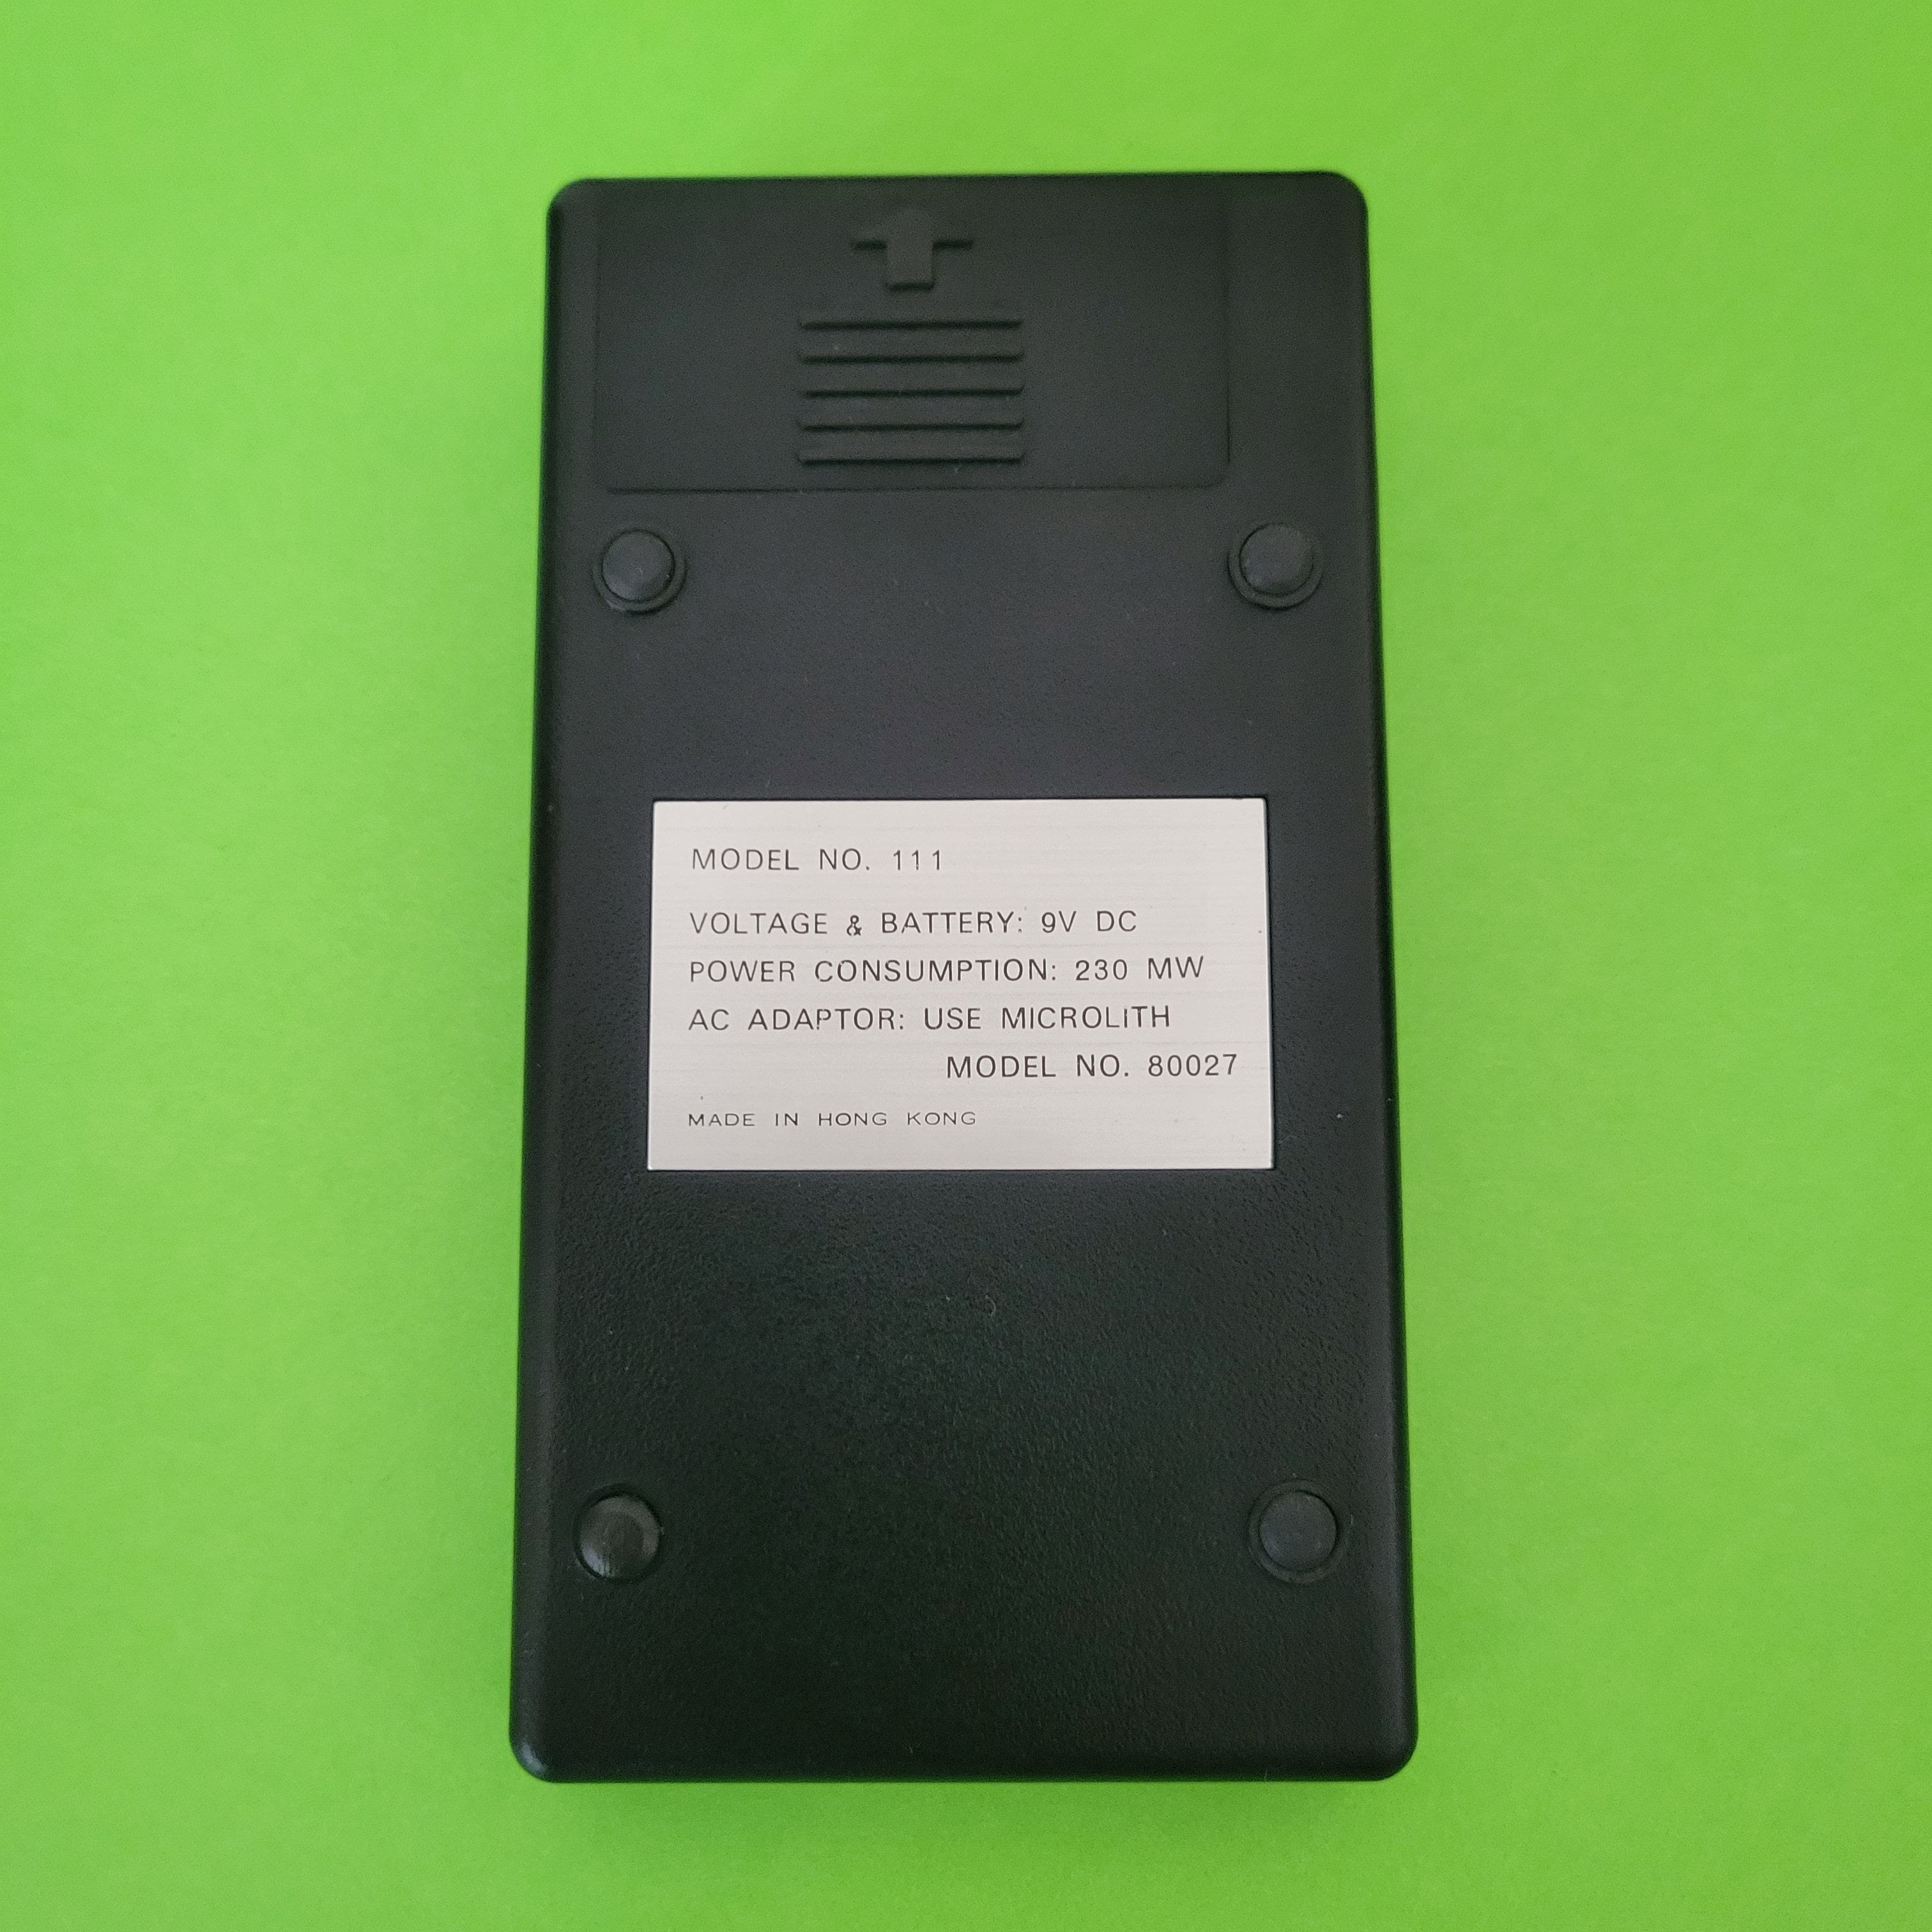 MODEL NO. 111
VOLTAGE & BATTERY: 9V DC
POWER CONSUMPTION: 230 MW
AC ADAPTOR: USE MICROLITH
MODEL NO. 80027
MADE IN HONG KONG